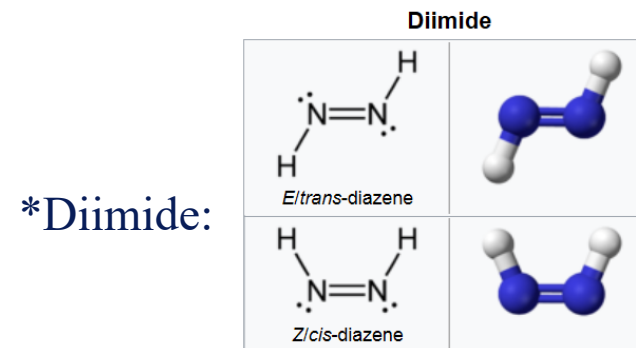 Diimide
H
N=N
H
E/trans-diazene
*Diimide:
H H
N=N
Z/cis-diazene